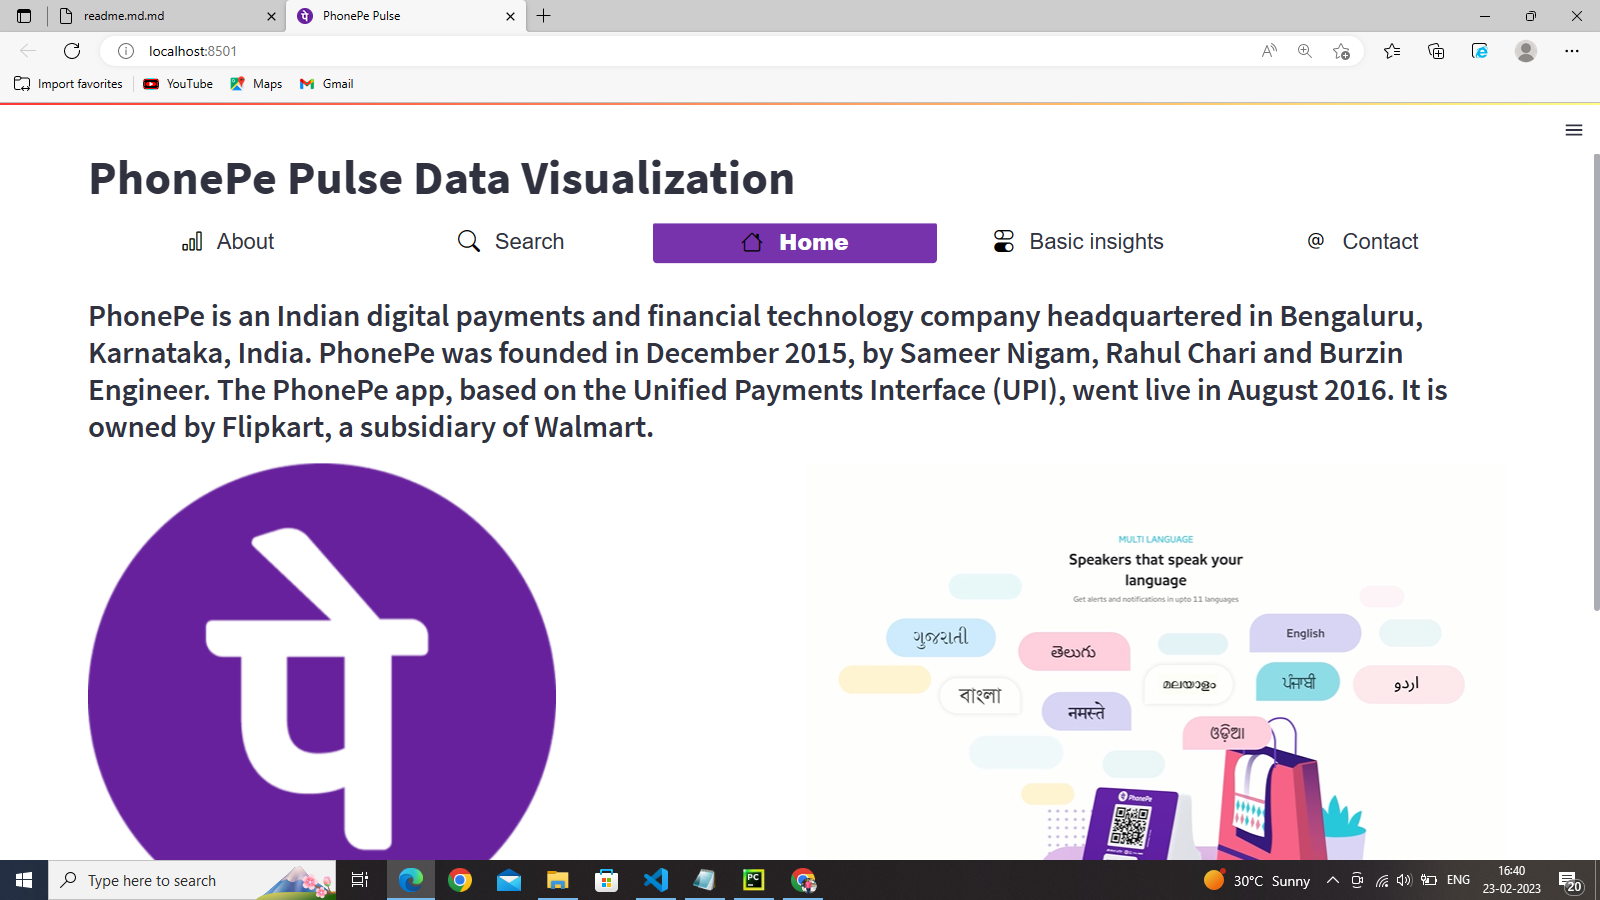 readme.md.md
PhonePe Pulse
localhost:8501
Import favorites
YouTube
Maps
Gmail
PhonePe Pulse Data Visualization
About
Search
Home
Basic insights
@ Contact
PhonePe is an Indian digital payments and financial technology company headquartered in Bengaluru,
Karnataka, India. PhonePe was founded in December 2015, by Sameer Nigam, Rahul Chari and Burzin
Engineer. The PhonePe app, based on the Unified Payments Interface (UPI), went live in August 2016. It is
owned by Flipkart, a subsidiary of Walmart.
पे
MULTI LANGUAGE
Speakers that speak your
language
Get alerts and notifications in upto 11 languages
ગુજરાતી
తెలుగు
English
বাংলা
नमस्ते
മലയാളം
ਪੰਜਾਬੀ
اردو
ଓଡ଼ିଆ
PhonePe
Type here to search
PC
30°C Sunny
ENG
16:40
23-02-2023
20